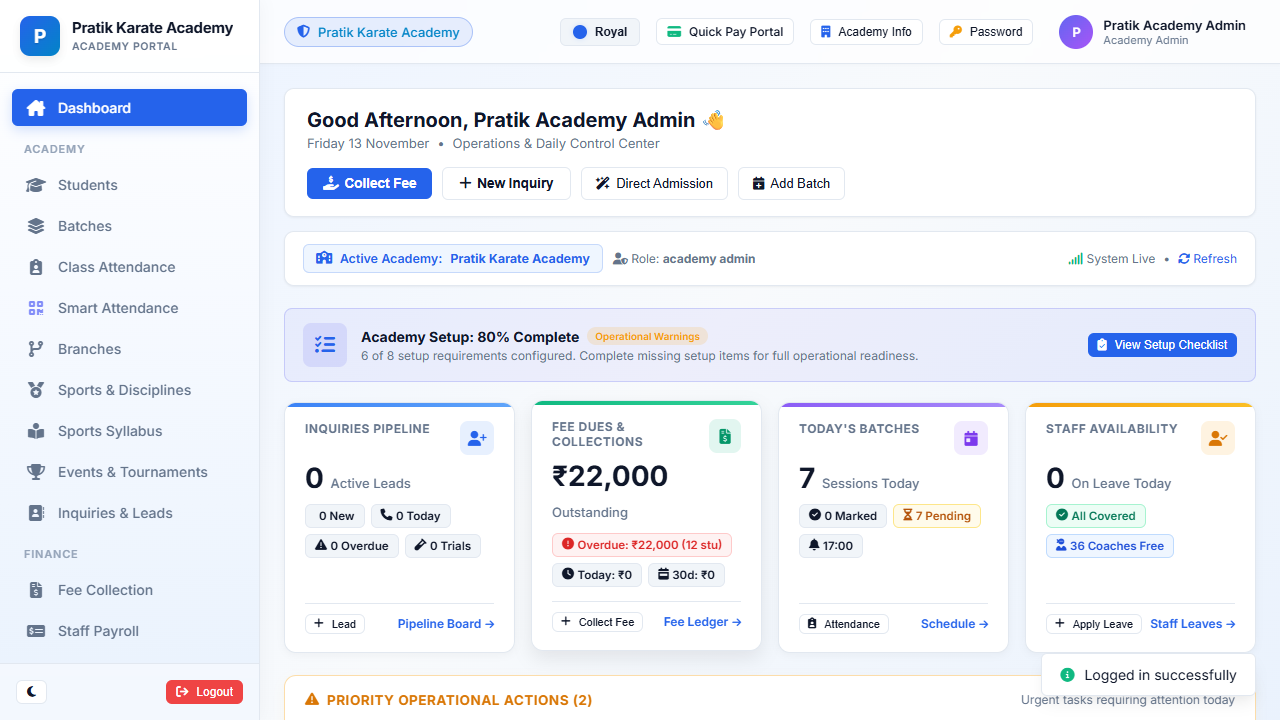 P
Pratik Karate Academy
ACADEMY PORTAL
Dashboard
ACADEMY
Students
Batches
Class Attendance
Smart Attendance
Branches
Sports & Disciplines
Sports Syllabus
Events & Tournaments
Inquiries & Leads
FINANCE
Fee Collection
Staff Payroll
Logout
Pratik Karate Academy
Royal
Quick Pay Portal
Academy Info
Password
P
Pratik Academy Admin
Academy Admin
Good Afternoon, Pratik Academy Admin 👋
Friday 13 November • Operations & Daily Control Center
Collect Fee
New Inquiry
Direct Admission
Add Batch
Active Academy: Pratik Karate Academy
Role: academy admin
System Live • Refresh
Academy Setup: 80% Complete
Operational Warnings
6 of 8 setup requirements configured. Complete missing setup items for full operational readiness.
View Setup Checklist
INQUIRIES PIPELINE
0 Active Leads
0 New
0 Today
0 Overdue
0 Trials
+ Lead
Pipeline Board →
FEE DUES &
COLLECTIONS
₹22,000
Outstanding
Overdue: ₹22,000 (12 stu)
Today: ₹0
30d: ₹0
+ Collect Fee
Fee Ledger →
TODAY'S BATCHES
7 Sessions Today
0 Marked
7 Pending
17:00
Attendance
Schedule →
STAFF AVAILABILITY
0 On Leave Today
All Covered
36 Coaches Free
+ Apply Leave
Staff Leaves →
PRIORITY OPERATIONAL ACTIONS (2)
Urgent tasks requiring attention today
Logged in successfully